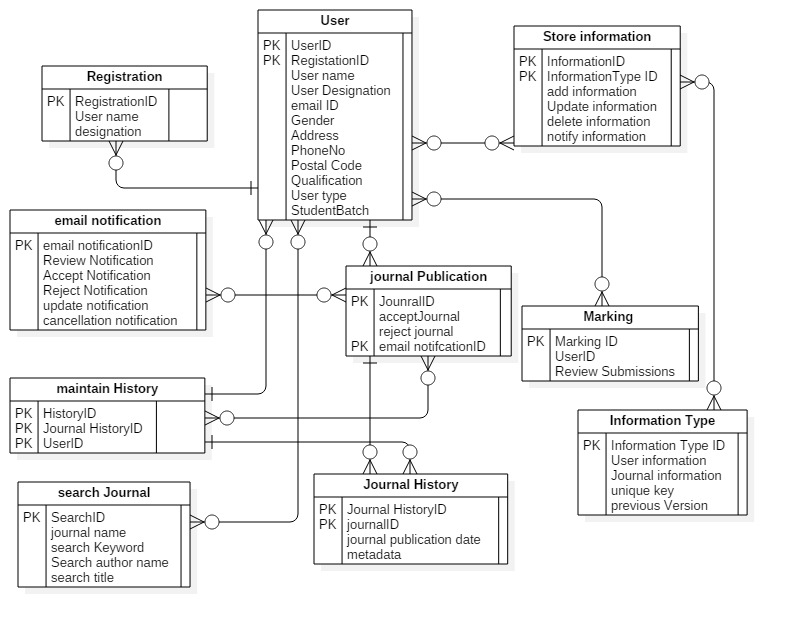 User
PK UserID
PK RegistationID
User name
User Designation
email ID
Gender
Address
PhoneNo
Postal Code
Qualification
User type
StudentBatch
Store information
PK InformationID
PK InformationType ID
add information
Update information
delete information
notify information
Registration
PK RegistrationID
User name
designation
email notification
PK email notificationID
Review Notification
Accept Notification
Reject Notification
update notification
cancellation notification
journal Publication
PK JounralID
acceptJournal
reject journal
PK email notifcationID
Marking
PK Marking ID
UserID
Review Submissions
maintain History
PK HistoryID
PK Journal HistoryID
PK UserID
Information Type
PK Information Type ID
User information
Journal information
unique key
previous Version
search Journal
PK SearchID
journal name
search Keyword
Search author name
search title
Journal History
PK Journal HistoryID
PK journalID
journal publication date
metadata